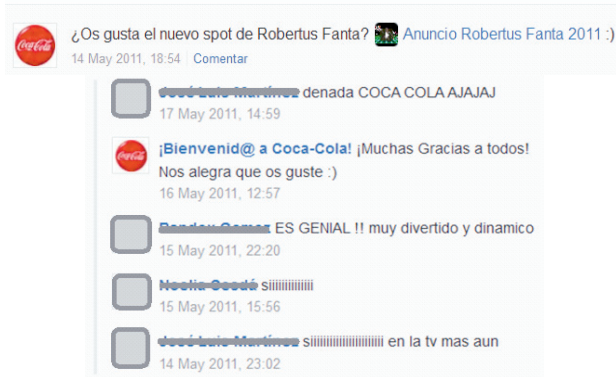 ¿Os gusta el nuevo spot de Robertus Fanta? Anuncio Robertus Fanta 2011 :)
14 May 2011, 18:54 Comentar
denada COCA COLA AJAJAJ
17 May 2011, 14:59
¡Bienvenid@ a Coca-Cola! ¡Muchas Gracias a todos!
Nos alegra que os guste :)
16 May 2011, 12:57
ES GENIAL !! muy divertido y dinamico
15 May 2011, 22:20
siiiiiiiiiiiiiii
15 May 2011, 15:56
siiiiiiiiiiiiiiiiiiiiiiiii en la tv mas aun
14 May 2011, 23:02